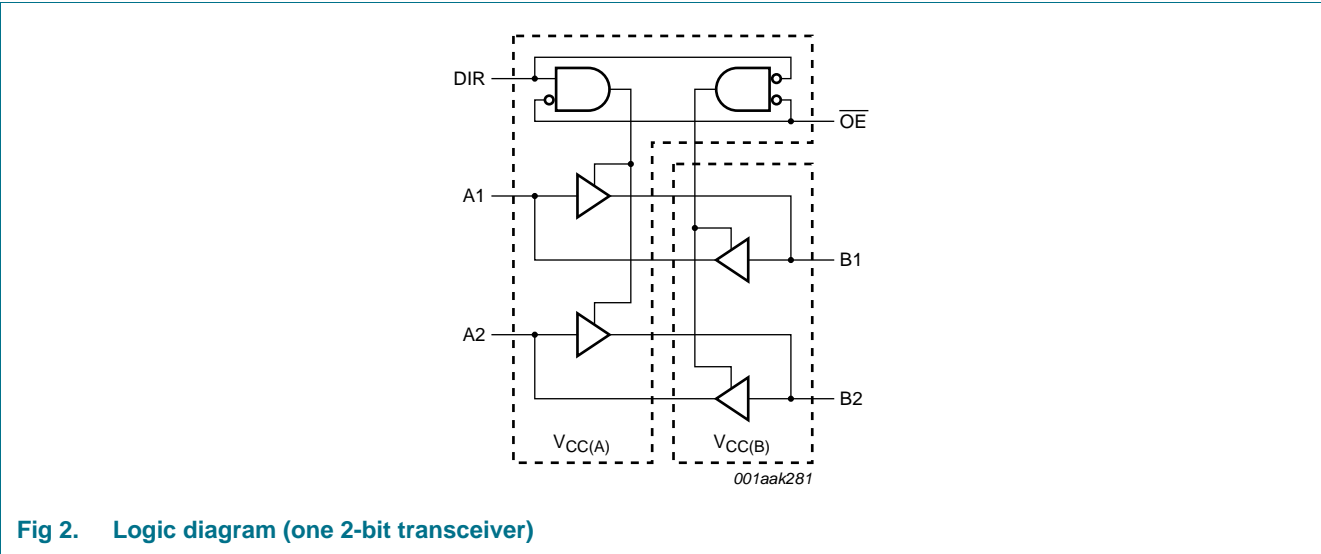 DIR
OE
A1
B1
A2
B2
VCC(A)
VCC(B)
001aak281
Fig 2. Logic diagram (one 2-bit transceiver)